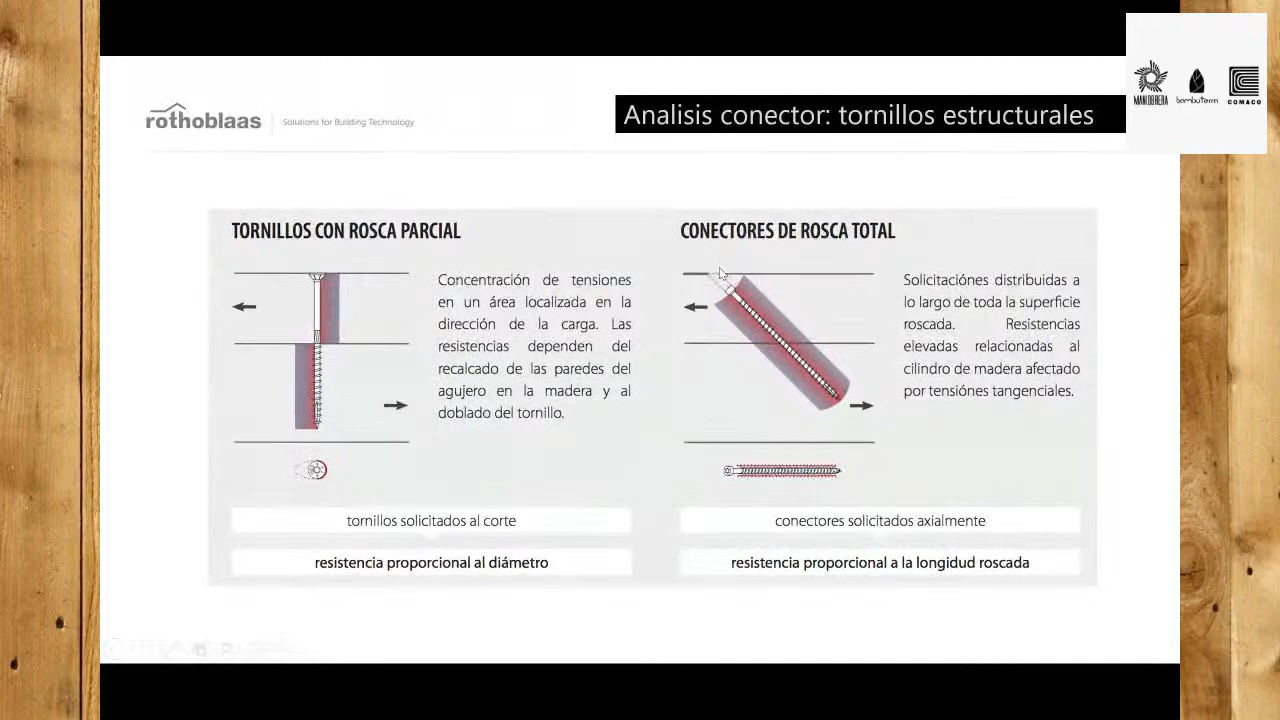 rothoblaas
Solutions for Building Technology
Analisis conector: tornillos estructurales
MANIOBRERA
bambuterra
COMACO
TORNILLOS CON ROSCA PARCIAL
Concentración de tensiones
en un área localizada en la
dirección de la carga. Las
resistencias dependen del
recalcado de las paredes del
agujero en la madera y al
doblado del tornillo.
tornillos solicitados al corte
resistencia proporcional al diámetro
CONECTORES DE ROSCA TOTAL
Solicitaciónes distribuidas a
lo largo de toda la superficie
roscada. Resistencias
elevadas relacionadas al
cilindro de madera afectado
por tensiónes tangenciales.
conectores solicitados axialmente
resistencia proporcional a la longidud roscada